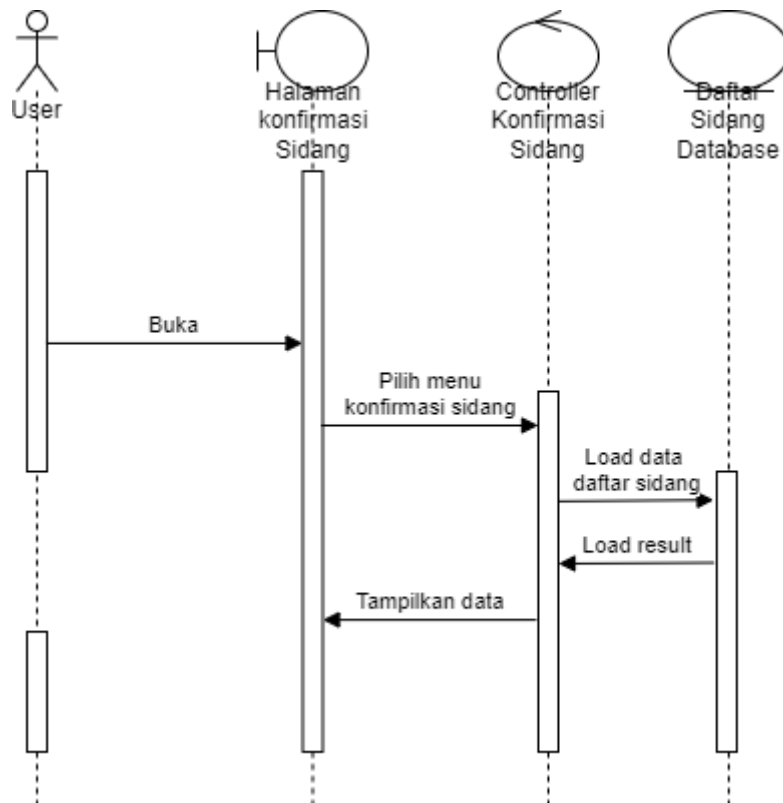 User
Halaman
konfirmasi
Sidang
Controller
Konfirmasi
Sidang
Daftar
Sidang
Database
Buka
Pilih menu
konfirmasi sidang
Load data
daftar sidang
Load result
Tampilkan data